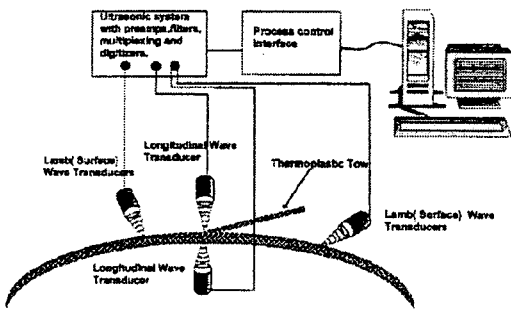 Ultrasonic system
with preamps,filters,
multiplexing and
digitizers.
Process control
interface
Longitudinal Wave
Transducer
Lamb( Surface)
Wave Transducers
Thermoplastic Tow
Lamb( Surface) Wave
Transducers
Longitudinal Wave
Transducer